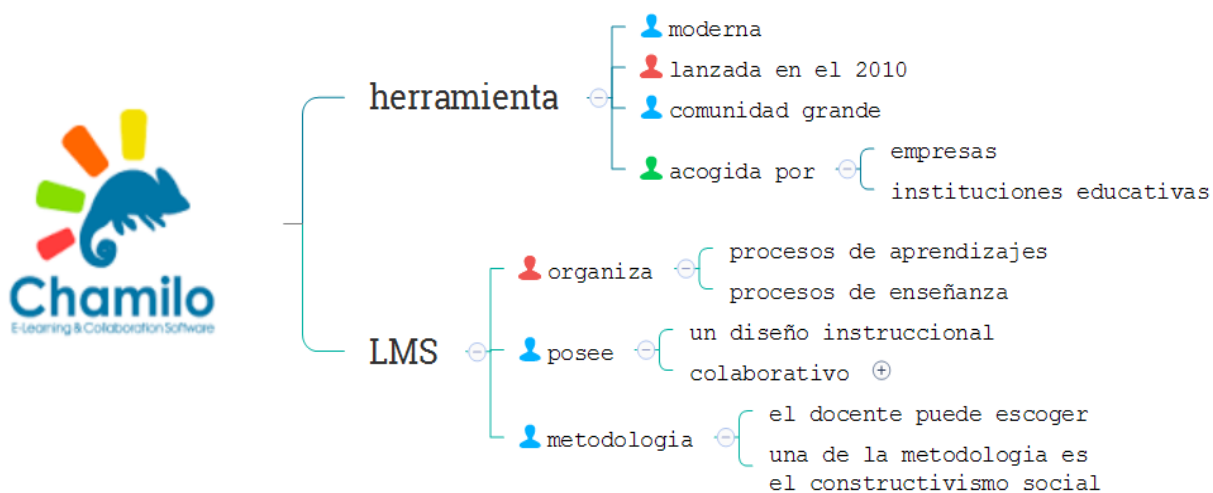 Chamilo
E-Learning & Collaboration Software
herramienta
moderna
lanzada en el 2010
comunidad grande
acogida por
empresas
instituciones educativas
LMS
organiza
procesos de aprendizajes
procesos de enseñanza
posee
un diseño instruccional
colaborativo
metodologia
el docente puede escoger
una de la metodologia es
el constructivismo social